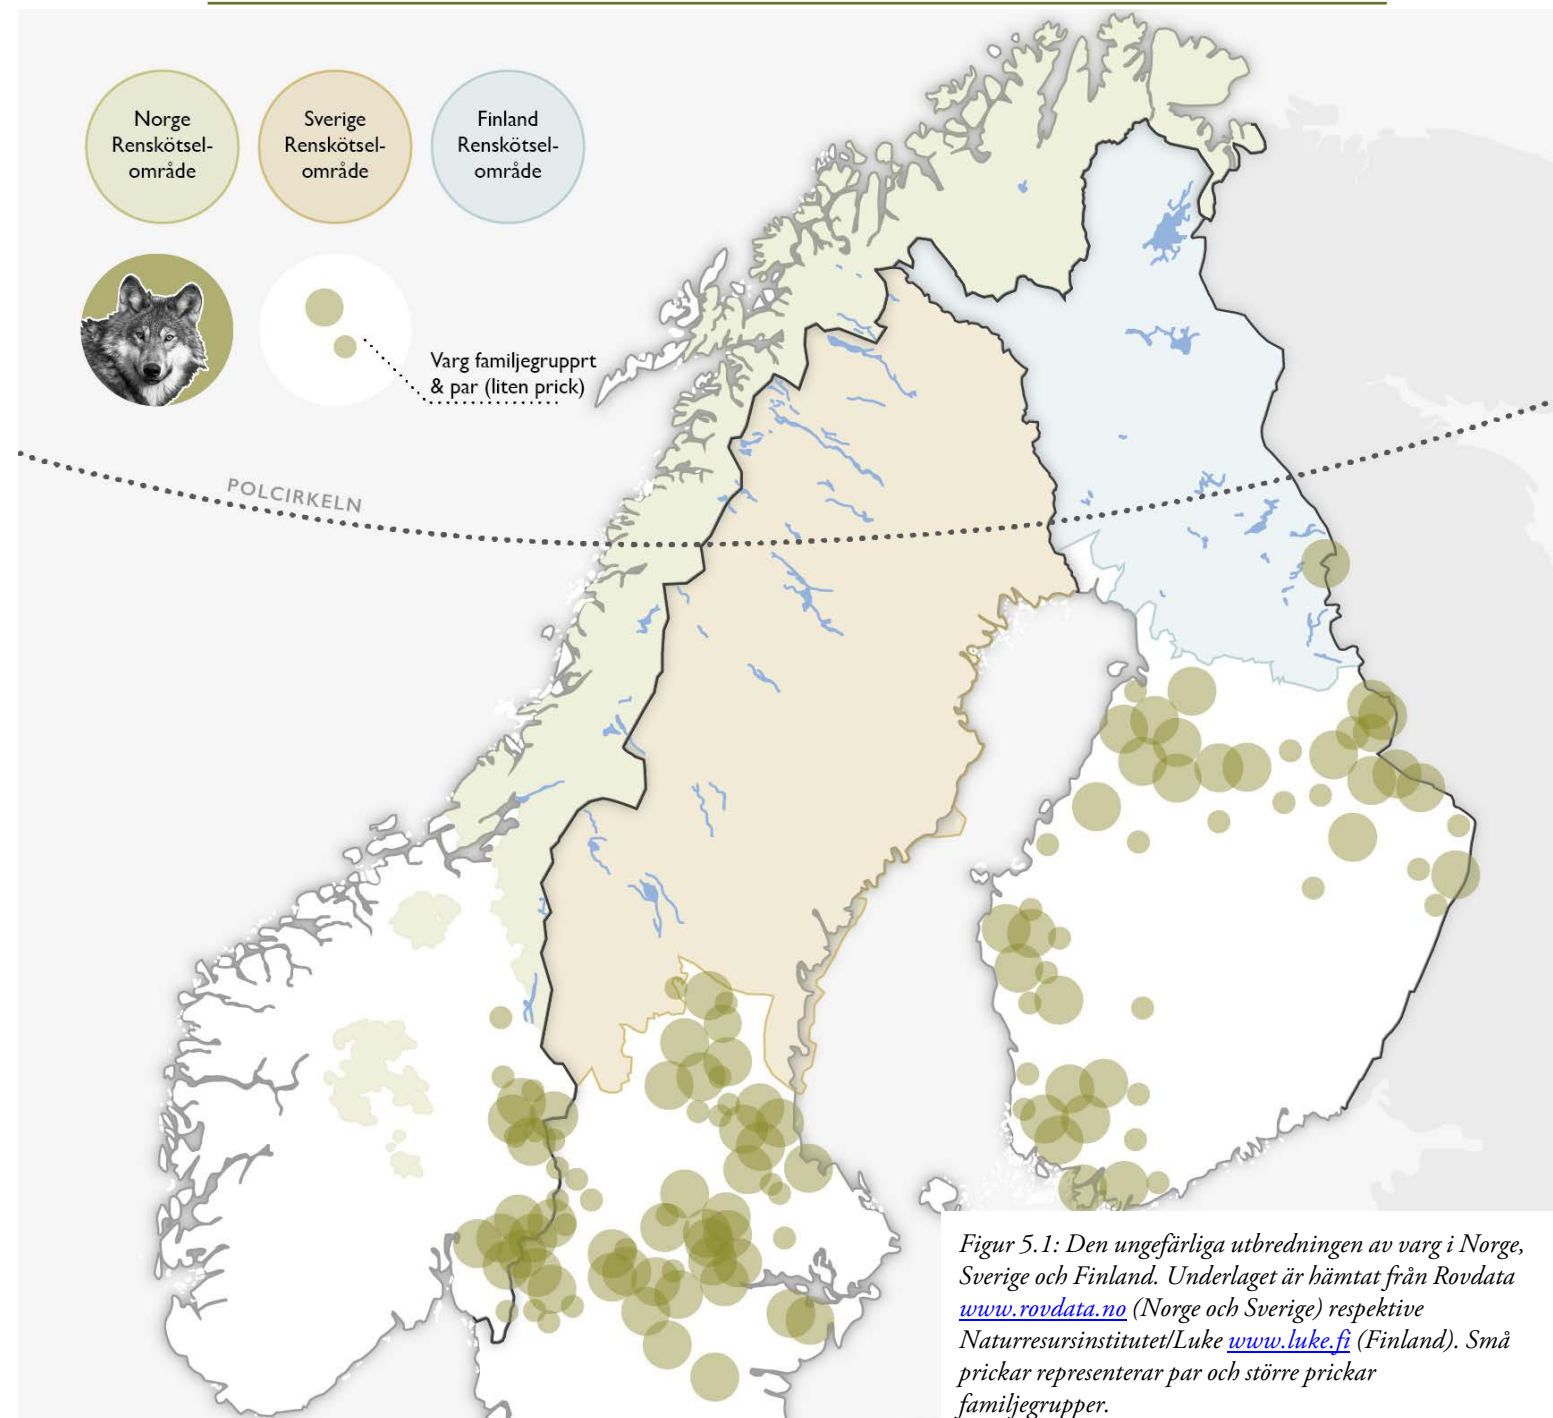 Norge
Renskötsel-
område
Sverige
Renskötsel-
område
Finland
Renskötsel-
område
Varg familjegrupprt
& par (liten prick)
POLCIRKELN
Figur 5.1: Den ungefärliga utbredningen av varg i Norge,
Sverige och Finland. Underlaget är hämtat från Rovdata
www.rovdata.no (Norge och Sverige) respektive
Naturresursinstitutet/Luke www.luke.fi (Finland). Små
prickar representerar par och större prickar
familjegrupper.